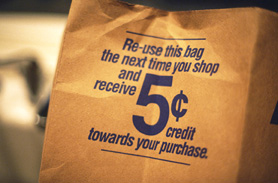 Re-use this bag
the next time you shop
and
receive 5¢
credit
towards your purchase.